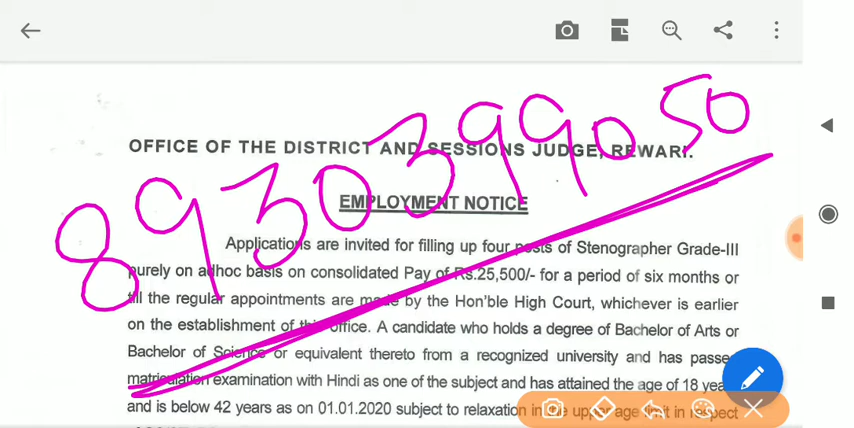 8930399050
OFFICE OF THE DISTRICT AND SESSIONS JUDGE, REWARI.
EMPLOYMENT NOTICE
Applications are invited for filling up four posts of Stenographer Grade-III
purely on adhoc basis on consolidated Pay of Rs.25,500/- for a period of six months or
till the regular appointments are made by the Hon'ble High Court, whichever is earlier
on the establishment of this office. A candidate who holds a degree of Bachelor of Arts or
Bachelor of Science or equivalent thereto from a recognized university and has passe
matriculation examination with Hindi as one of the subject and has attained the age of 18 yea
and is below 42 years as on 01.01.2020 subject to relaxation in the upper age limit in respect